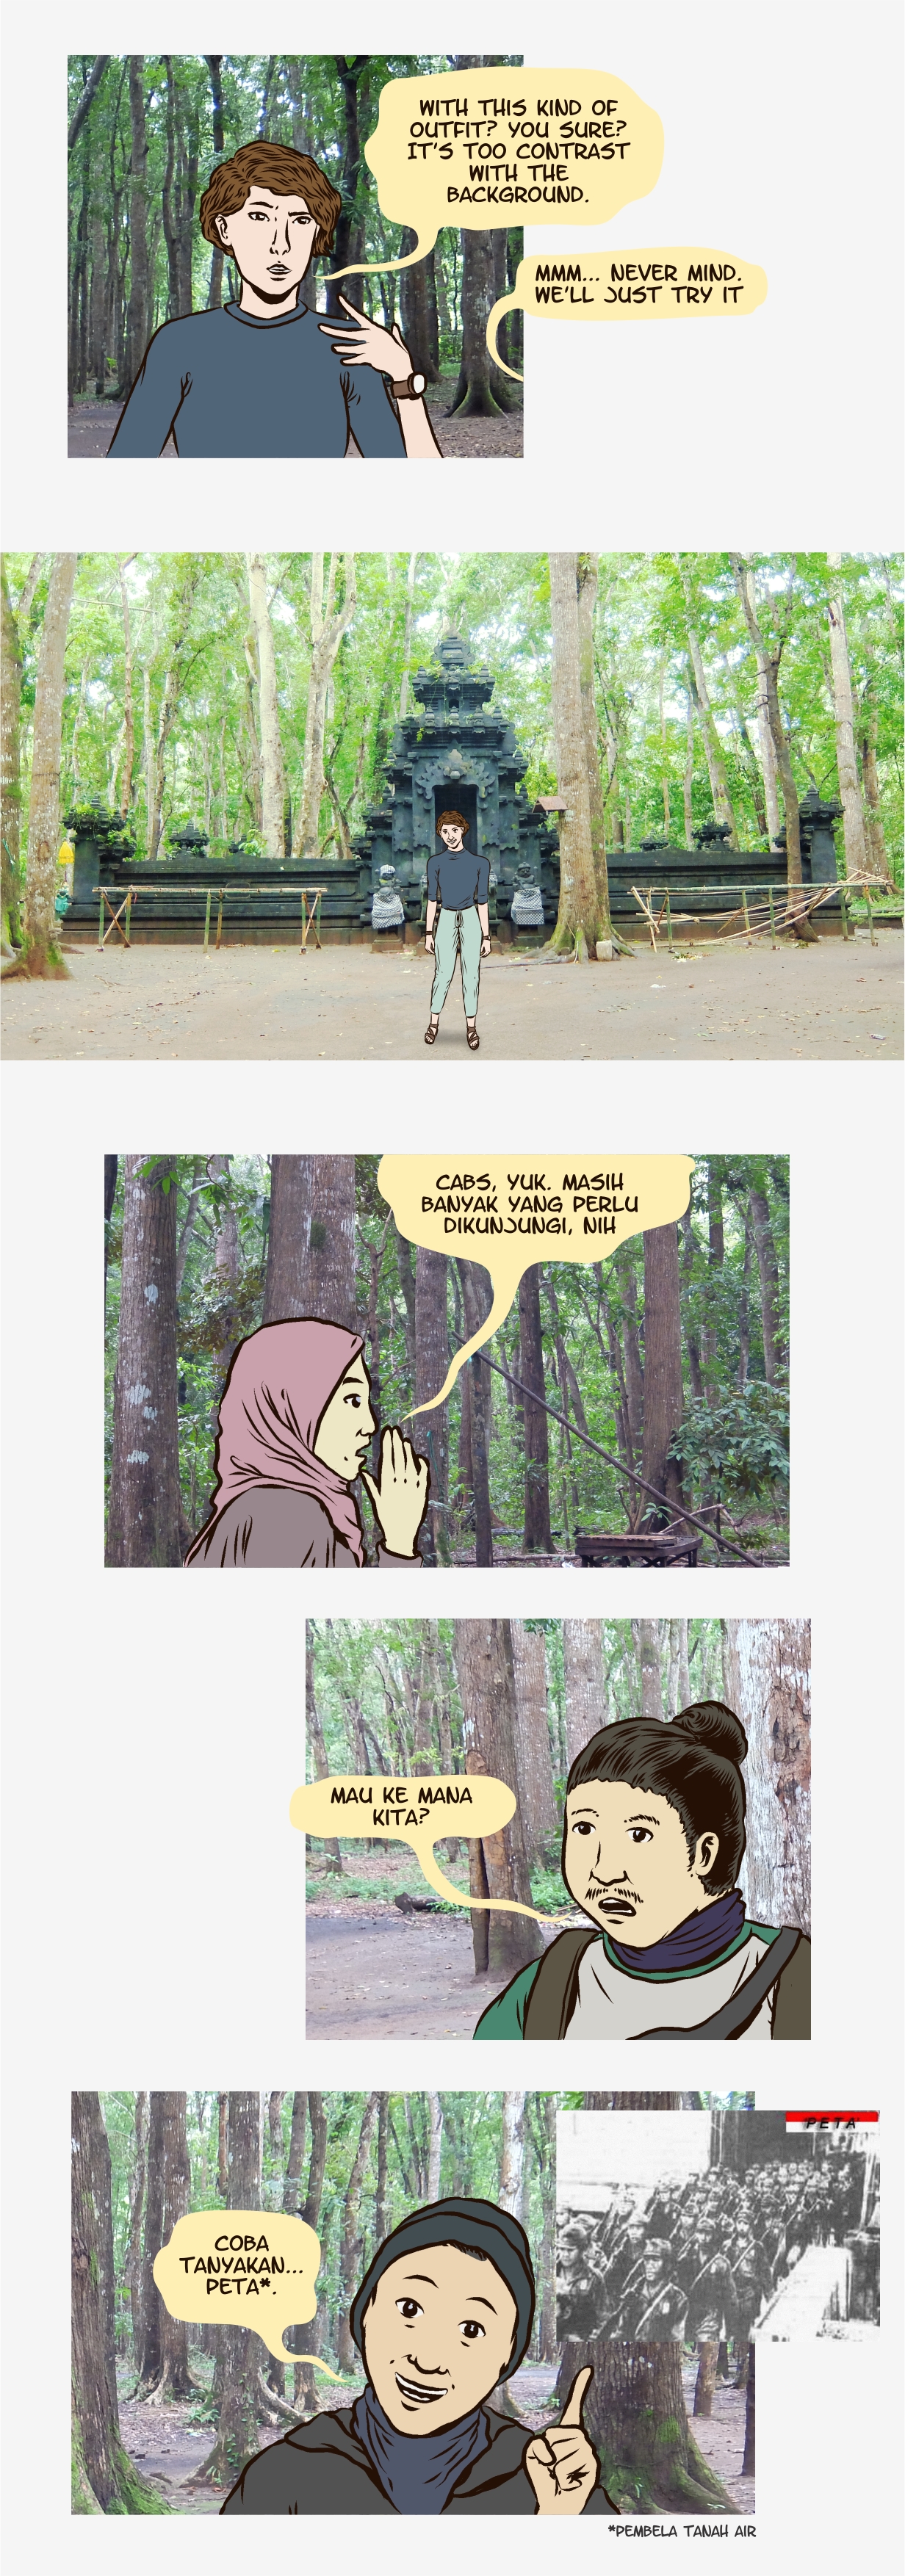 WITH THIS KIND OF
OUTFIT? YOU SURE?
IT'S TOO CONTRAST
WITH THE
BACKGROUND.
MMM... NEVER MIND.
WE'LL JUST TRY IT
CABS, YUK. MASIH
BANYAK YANG PERLU
DIKUNJUNGI, NIH
MAU KE MANA
KITA?
COBA
TANYAKAN...
PETA*.
PETA
*PEMBELA TANAH AIR